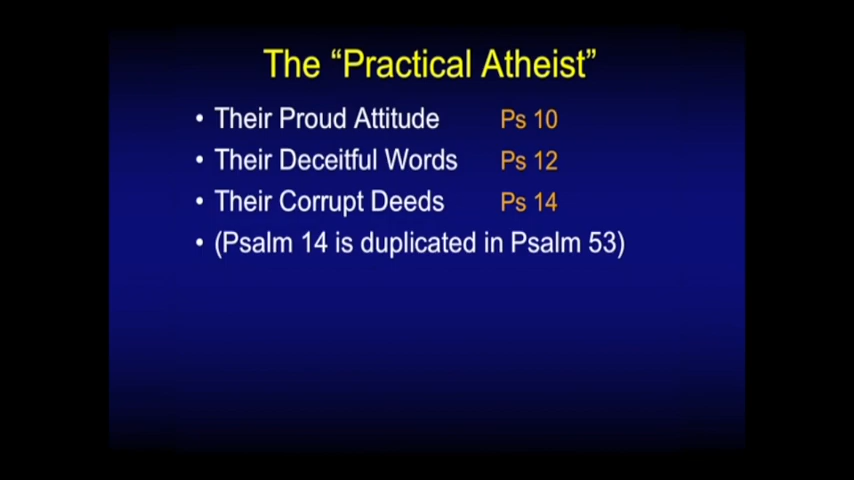 The “Practical Atheist”
• Their Proud Attitude Ps 10
• Their Deceitful Words Ps 12
• Their Corrupt Deeds Ps 14
• (Psalm 14 is duplicated in Psalm 53)